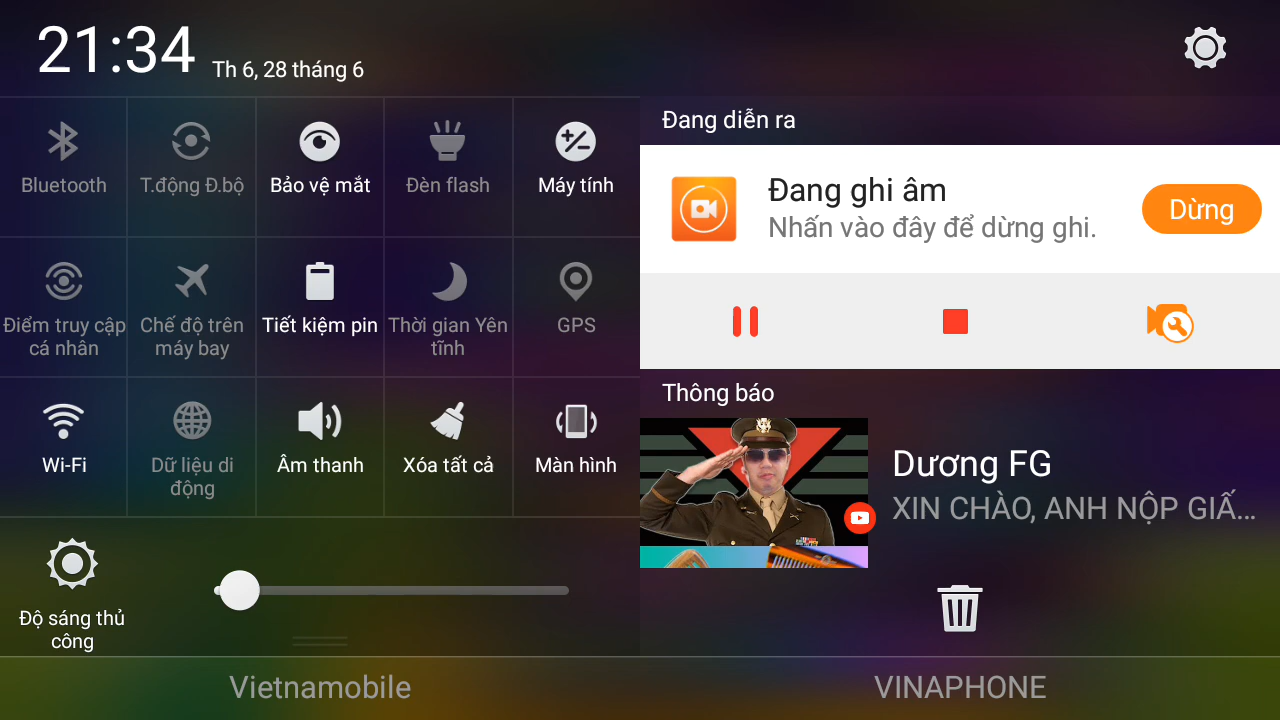 21:34
Th 6, 28 tháng 6
Bluetooth
T.động Đ.bộ
Bảo vệ mắt
Đèn flash
Máy tính
Điểm truy cập
cá nhân
Chế độ trên
máy bay
Tiết kiệm pin
Thời gian Yên
tĩnh
GPS
Wi-Fi
Dữ liệu di
động
Âm thanh
Xóa tất cả
Màn hình
Độ sáng thủ
công
Đang diễn ra
Đang ghi âm
Nhấn vào đây để dừng ghi.
Dừng
Thông báo
Dương FG
XIN CHÀO, ANH NỘP GIẤ...
Vietnamobile
VINAPHONE